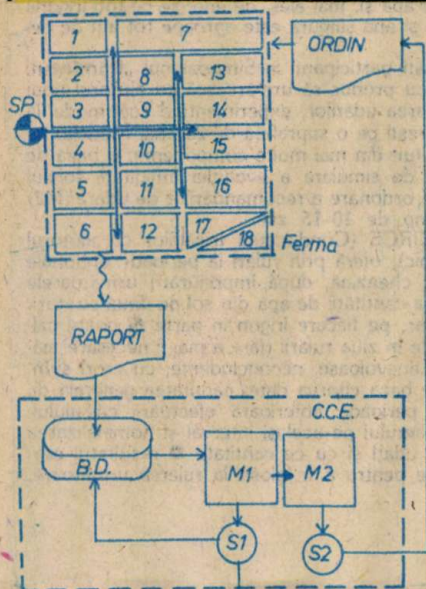 1 7
2 8 13
3 9 14
SP
4 10 15
5 11 16
6 12 17 18
ORDIN
Ferma
RAPORT
C.C.E.
B.D.
M1 M2
S1 S2